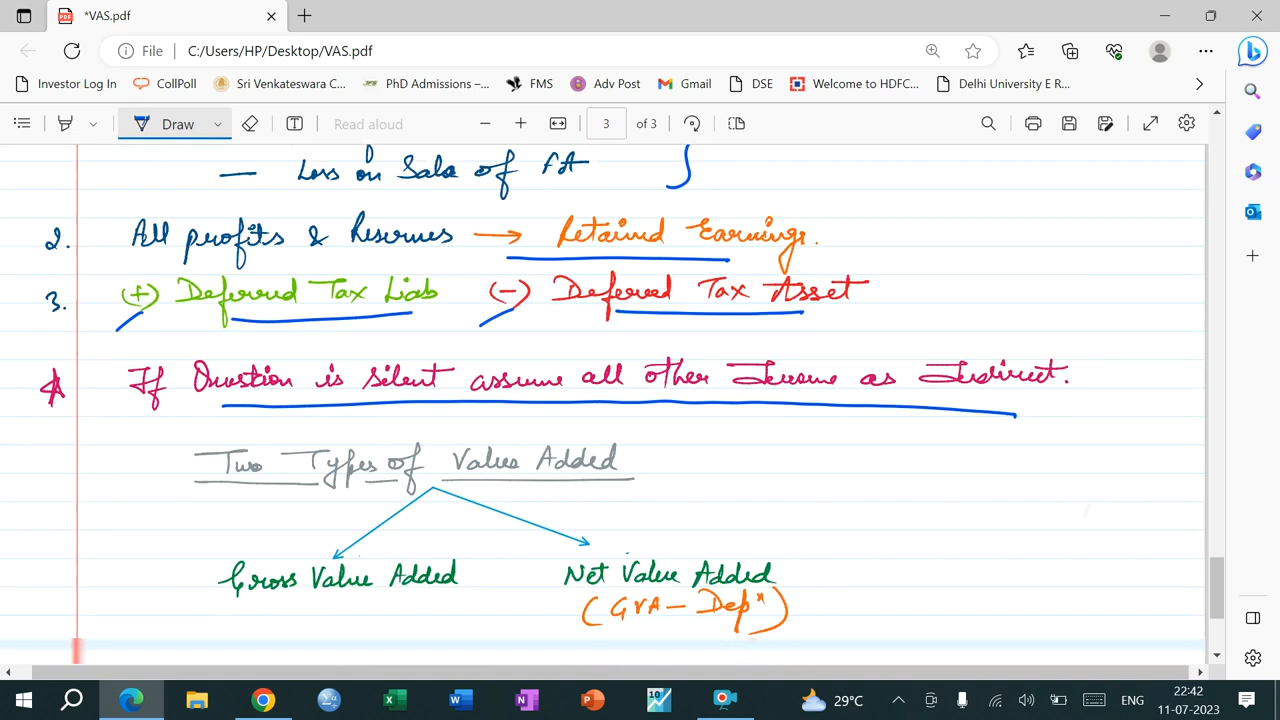 *VAS.pdf
File C:/Users/HP/Desktop/VAS.pdf
Investor Log In CollPoll Sri Venkateswara C... PhD Admissions –... FMS Adv Post Gmail DSE Welcome to HDFC... Delhi University E R...
Draw Read aloud 3 of 3
— Loss on Sale of FA
2. All profits & Reserves → Retained Earnings.
3. (+) Deferred Tax Liab (-) Deferred Tax Asset
If Question is silent assume all other Income as Indirect.
Two Types of Value Added
Gross Value Added Net Value Added
(GVA - Depn)
29°C ENG 22:42
11-07-2023